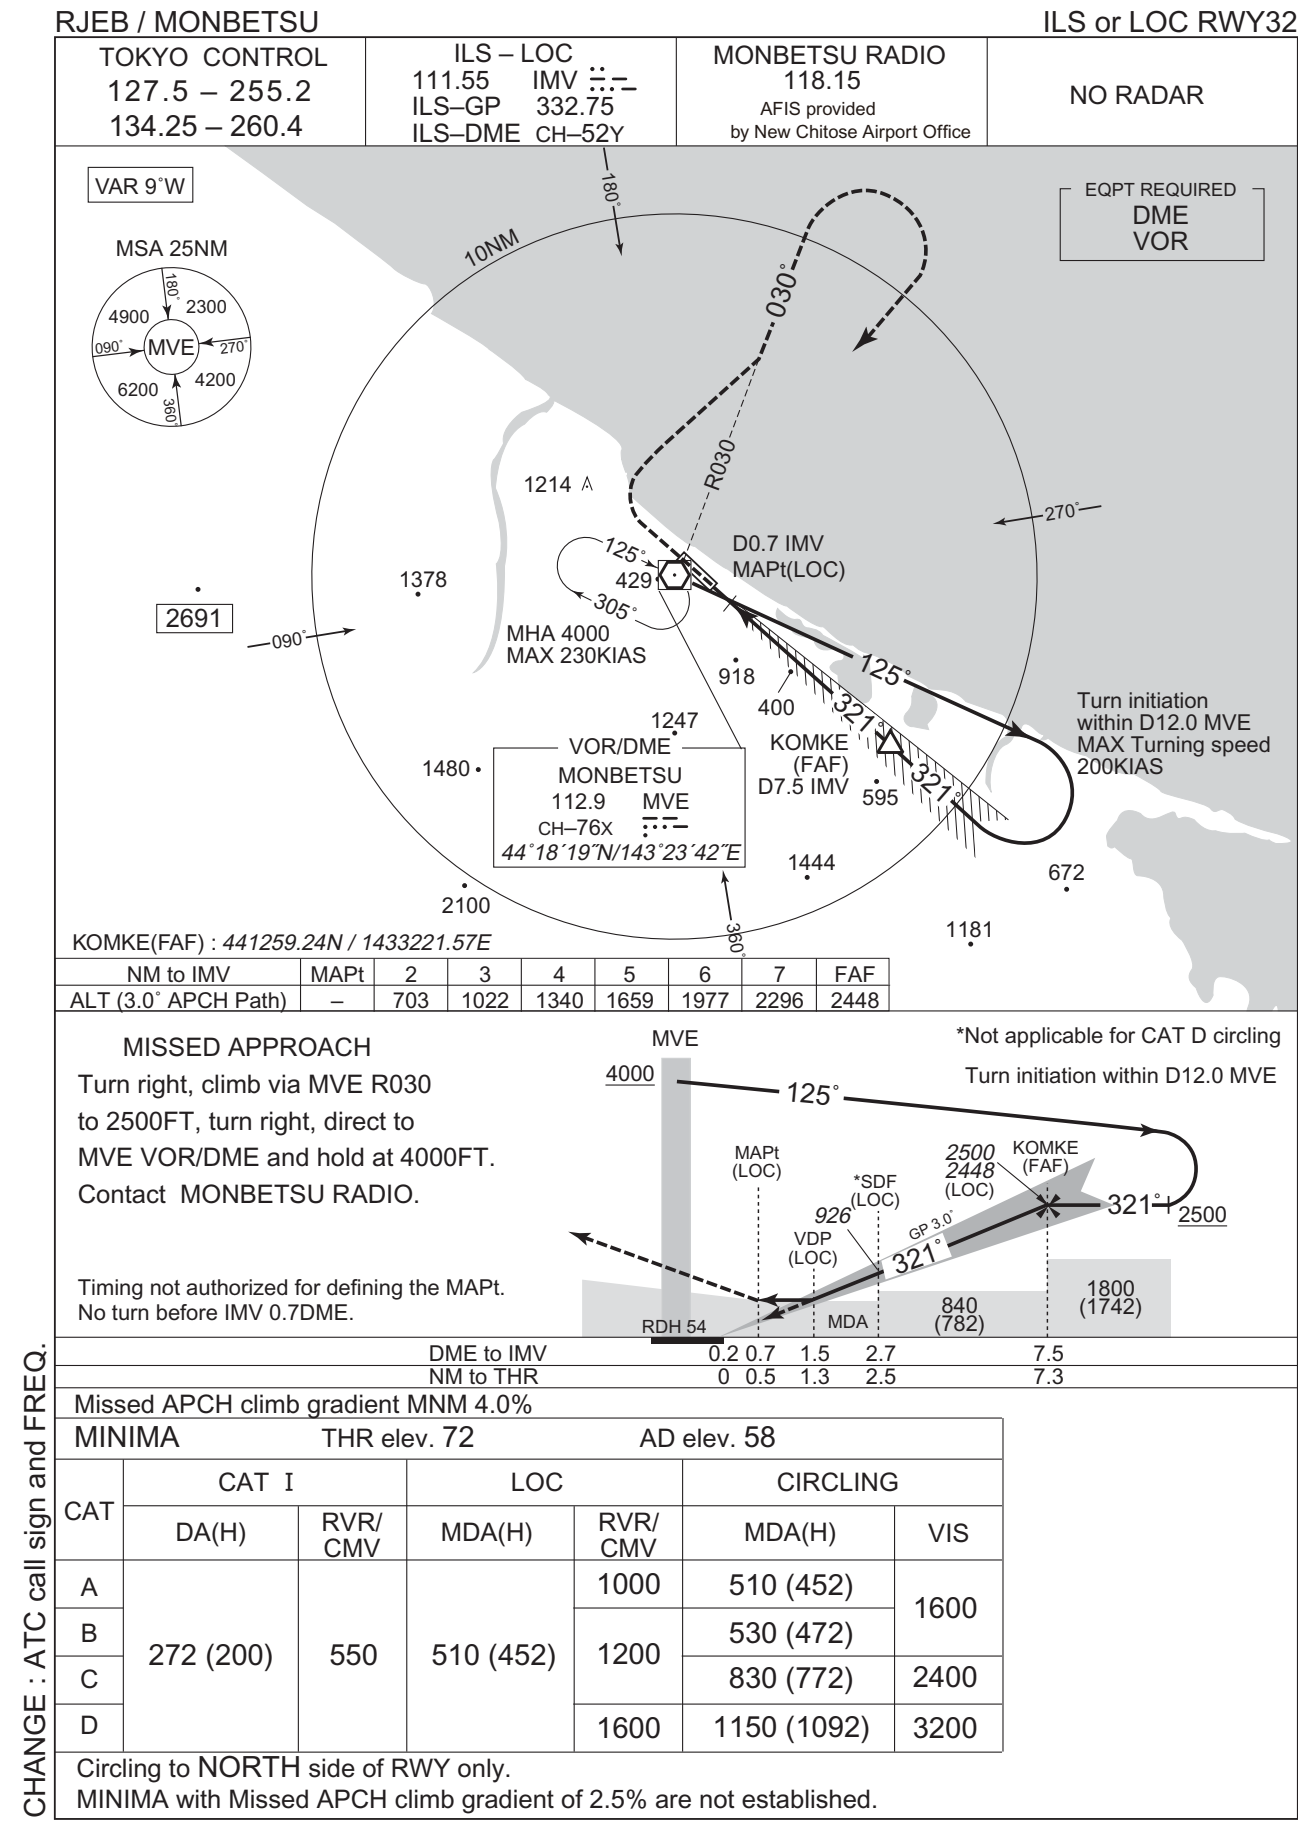 RJEB / MONBETSU
ILS or LOC RWY32
TOKYO CONTROL
127.5 – 255.2
134.25 – 260.4
ILS – LOC
111.55 IMV
ILS–GP 332.75
ILS–DME CH–52Y
MONBETSU RADIO
118.15
AFIS provided
by New Chitose Airport Office
NO RADAR
VAR 9˚W
MSA 25NM
180˚
4900
2300
090˚
MVE
270˚
6200
4200
360˚
EQPT REQUIRED
DME
VOR
10NM
180˚
030˚
R030
270˚
090˚
360˚
1214
1378
2691
125˚
429
305˚
MHA 4000
MAX 230KIAS
D0.7 IMV
MAPt(LOC)
918
400
125˚
321˚
321˚
KOMKE
(FAF)
D7.5 IMV
595
Turn initiation
within D12.0 MVE
MAX Turning speed
200KIAS
1247
1480
VOR/DME
MONBETSU
112.9 MVE
CH–76X
44˚18´19˝N/143˚23´42˝E
1444
672
2100
1181
KOMKE(FAF) : 441259.24N / 1433221.57E
NM to IMV MAPt 2 3 4 5 6 7 FAF
ALT (3.0˚ APCH Path) – 703 1022 1340 1659 1977 2296 2448
MISSED APPROACH
Turn right, climb via MVE R030
to 2500FT, turn right, direct to
MVE VOR/DME and hold at 4000FT.
Contact MONBETSU RADIO.
Timing not authorized for defining the MAPt.
No turn before IMV 0.7DME.
*Not applicable for CAT D circling
Turn initiation within D12.0 MVE
MVE
4000
125˚
MAPt
(LOC)
*SDF
(LOC)
926
VDP
(LOC)
2500
2448
(LOC)
KOMKE
(FAF)
GP 3.0˚
321˚
321˚
2500
RDH 54
MDA
840
(782)
1800
(1742)
DME to IMV 0.2 0.7 1.5 2.7 7.5
NM to THR 0 0.5 1.3 2.5 7.3
Missed APCH climb gradient MNM 4.0%
MINIMA THR elev. 72 AD elev. 58
CAT
CAT I LOC CIRCLING
DA(H) RVR/CMV MDA(H) RVR/CMV MDA(H) VIS
A 1000 510 (452) 1600
B 530 (472)
272 (200) 550 510 (452) 1200
C 830 (772) 2400
D 1600 1150 (1092) 3200
Circling to NORTH side of RWY only.
MINIMA with Missed APCH climb gradient of 2.5% are not established.
CHANGE : ATC call sign and FREQ.